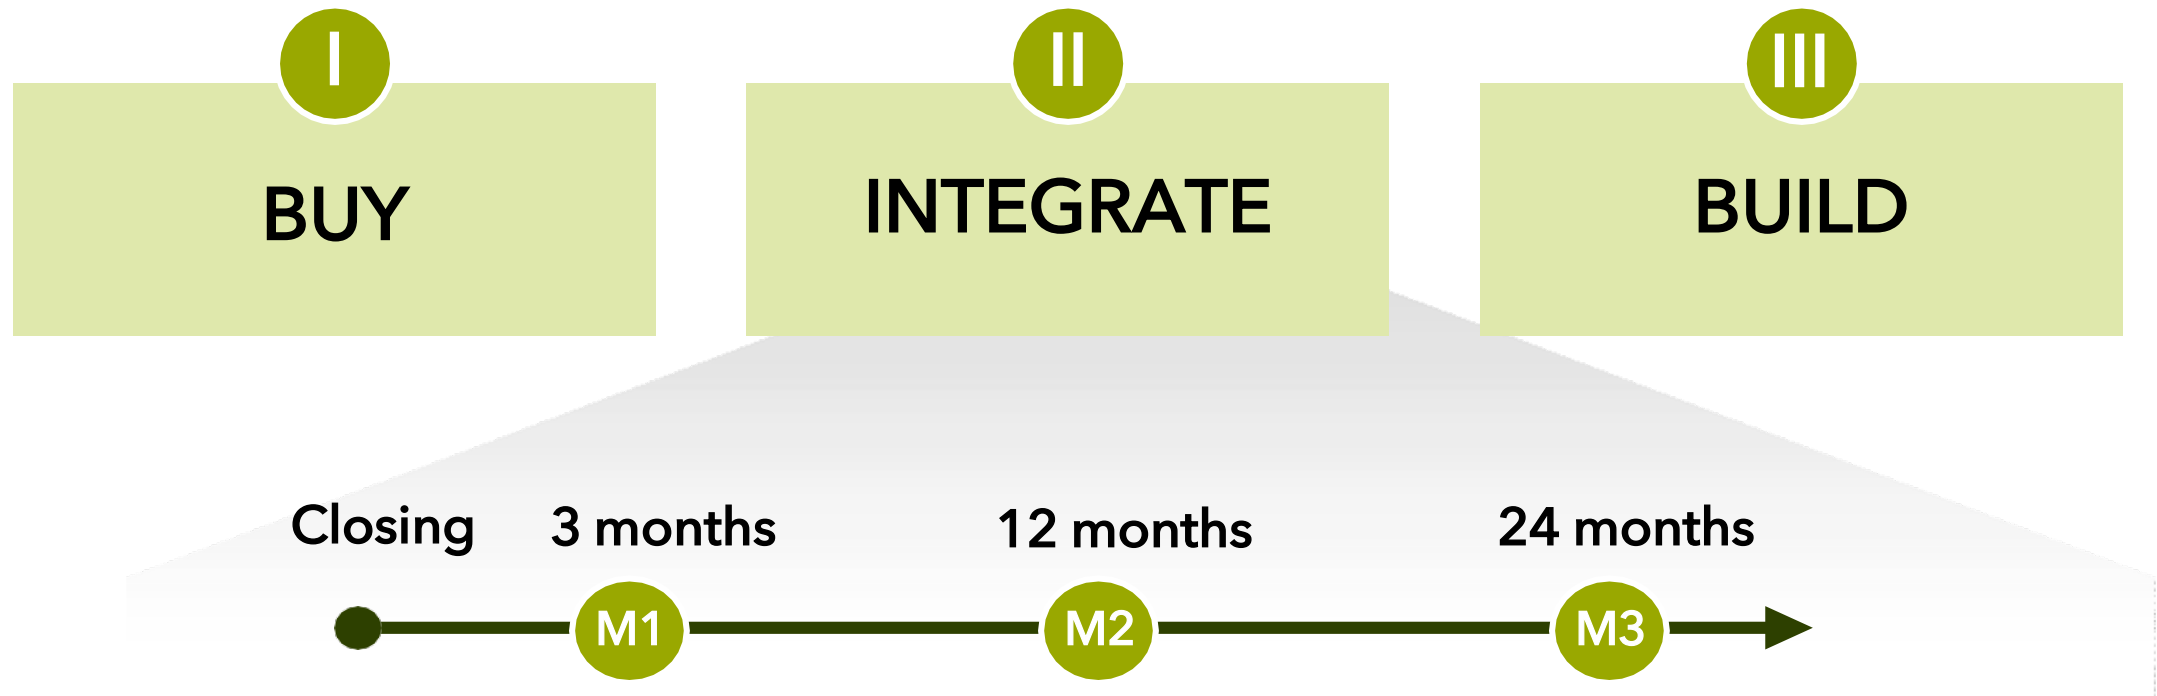 I
II
III
BUY
INTEGRATE
BUILD
Closing
3 months
12 months
24 months
M1
M2
M3